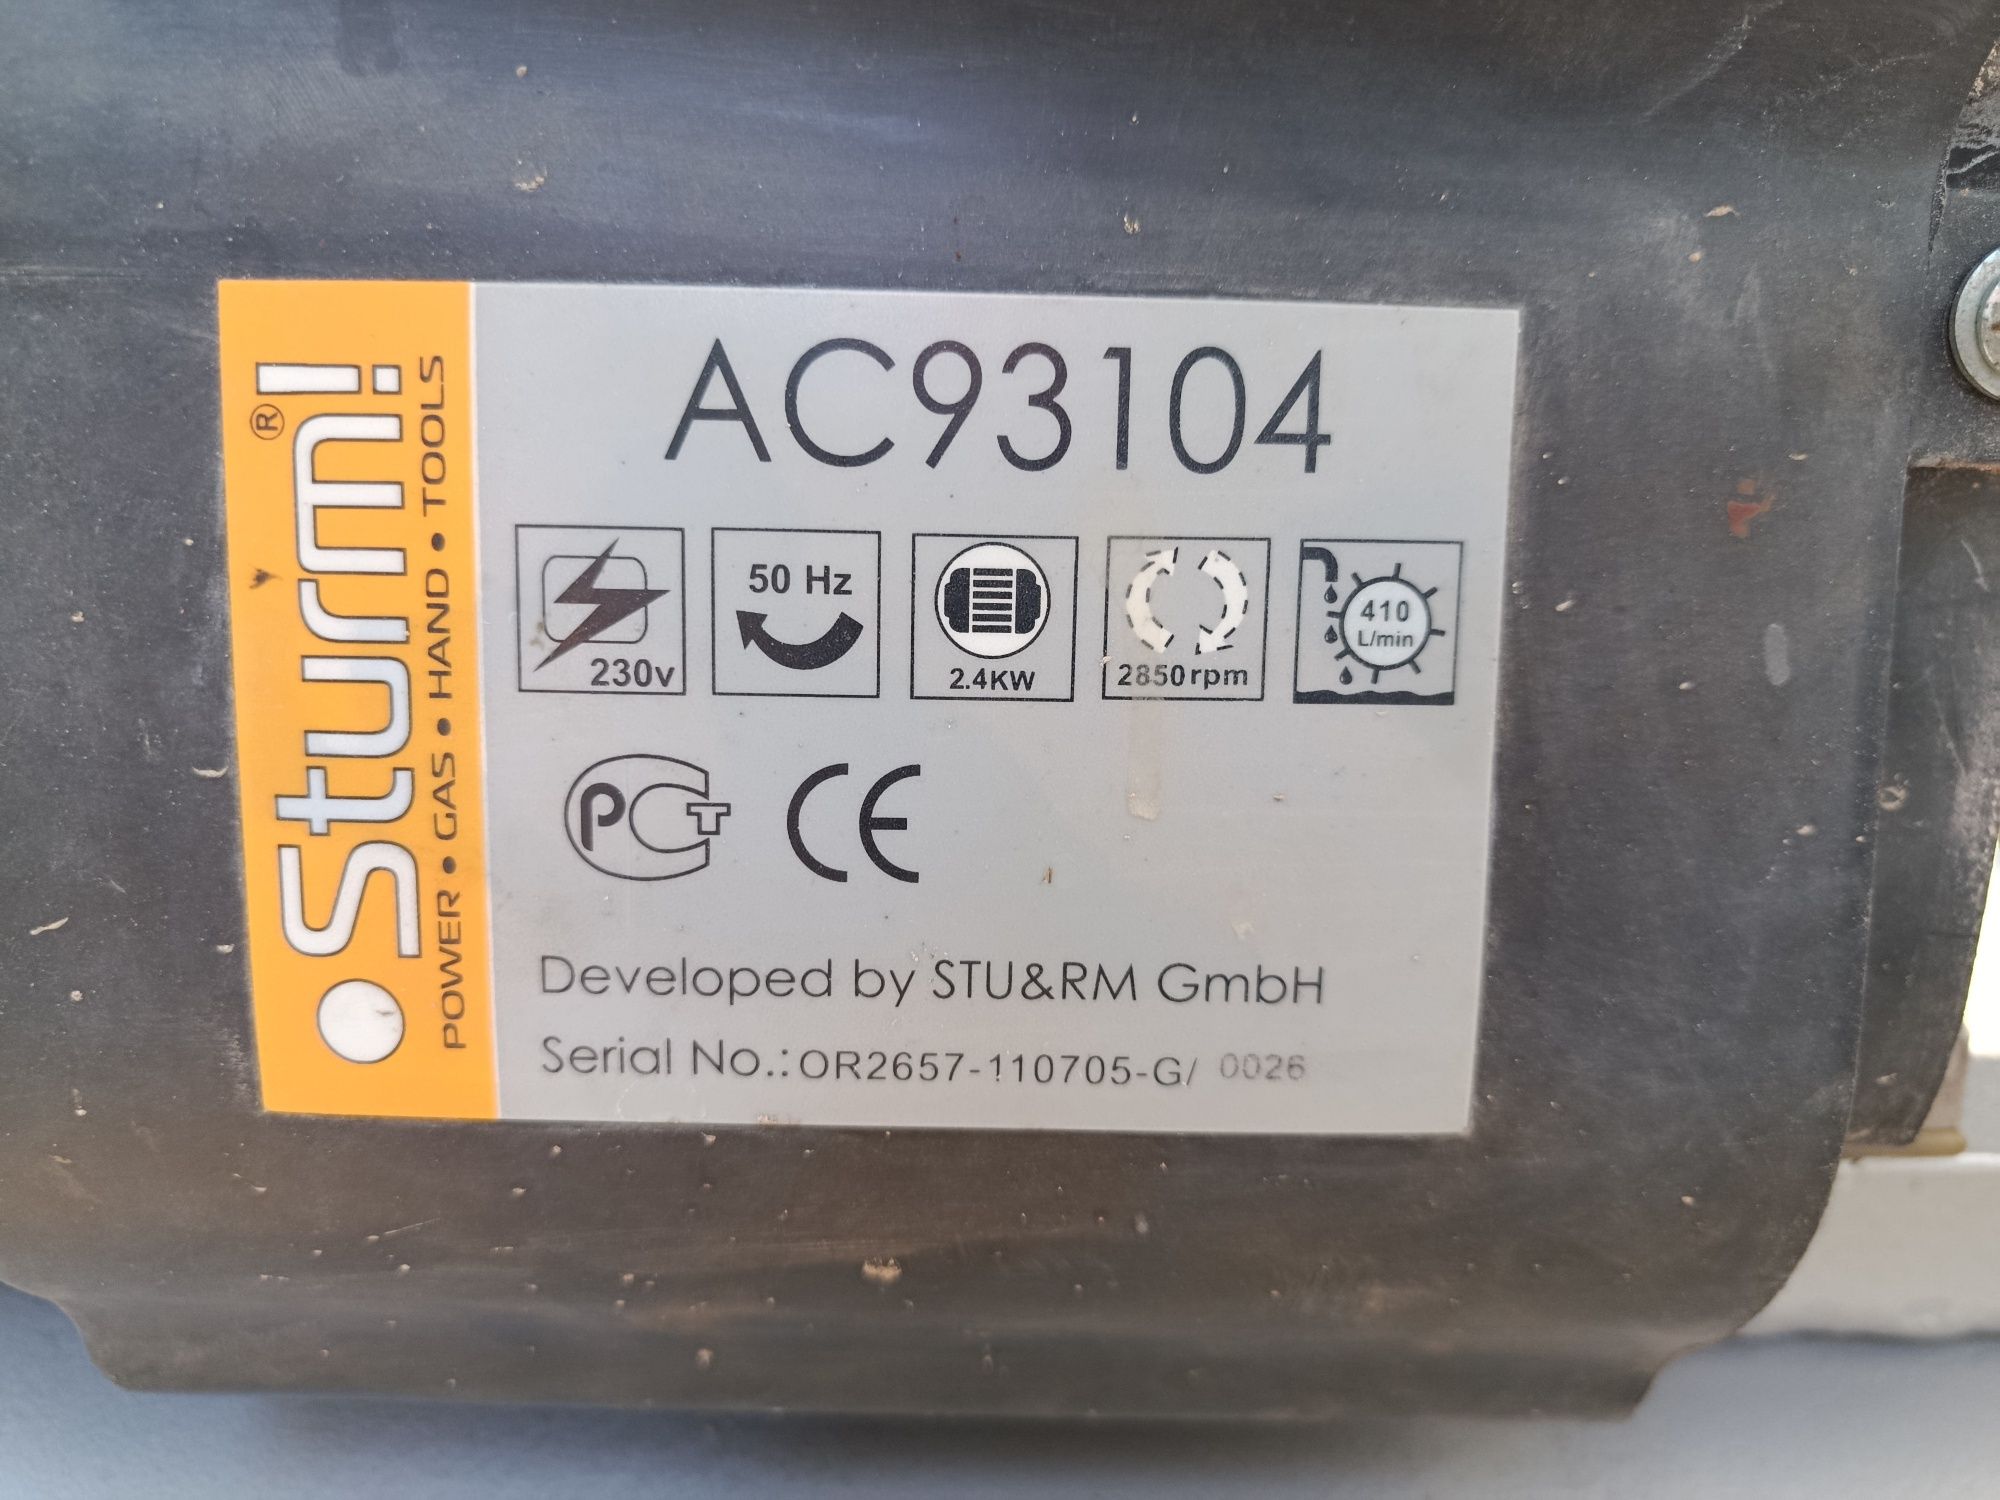 Sturm!®
POWER • GAS • HAND • TOOLS
AC93104
230v
50 Hz
2.4KW
2850rpm
410
L/min
РСТ
CE
Developed by STU&RM GmbH
Serial No.: OR2657-110705-G/ 0026